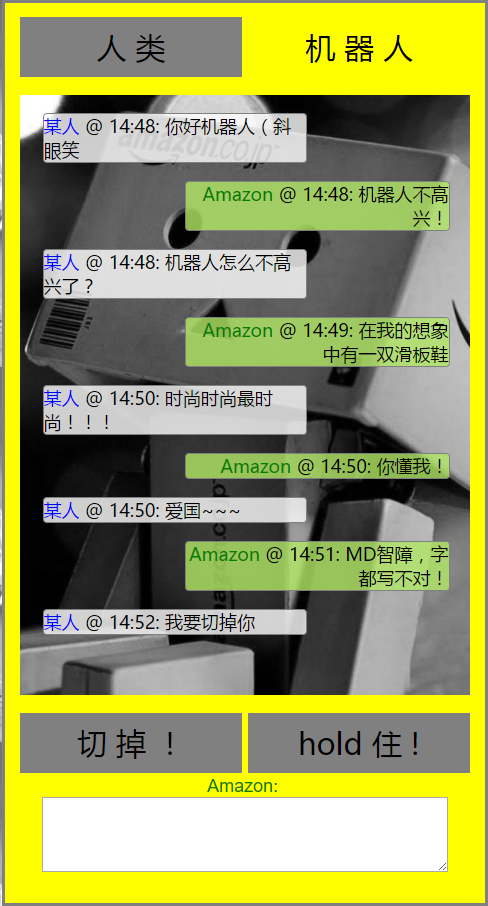 人 类
机 器 人
某人 @ 14:48: 你好机器人（斜
眼笑
amazon.co.jp
Amazon @ 14:48: 机器人不高
兴！
某人 @ 14:48: 机器人怎么不高
兴了？
Amazon @ 14:49: 在我的想象
中有一双滑板鞋
某人 @ 14:50: 时尚时尚最时
尚！！！
Amazon @ 14:50: 你懂我！
某人 @ 14:50: 爱国~~~
Amazon @ 14:51: MD智障，字
都写不对！
某人 @ 14:52: 我要切掉你
切 掉 ！
hold 住 !
Amazon: